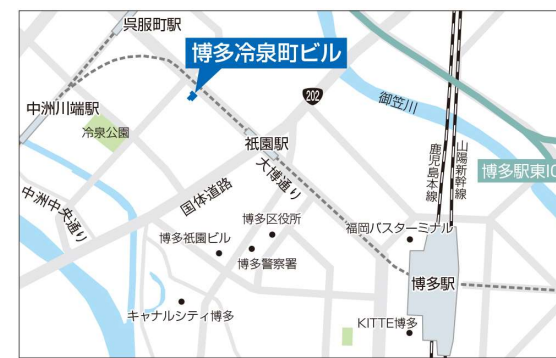 呉服町駅
博多冷泉町ビル
202
御笠川
中洲川端駅
冷泉公園
祇園駅
大博通り
鹿児島本線
山陽新幹線
博多駅東IC
国体道路
中洲中央通り
博多区役所
博多祇園ビル
博多警察署
福岡バスターミナル
博多駅
キャナルシティ博多
KITTE博多